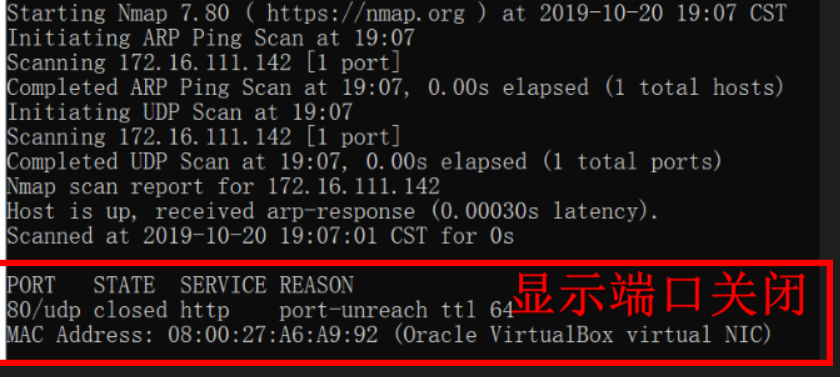 Starting Nmap 7.80 ( https://nmap.org ) at 2019-10-20 19:07 CST
Initiating ARP Ping Scan at 19:07
Scanning 172.16.111.142 [1 port]
Completed ARP Ping Scan at 19:07, 0.00s elapsed (1 total hosts)
Initiating UDP Scan at 19:07
Scanning 172.16.111.142 [1 port]
Completed UDP Scan at 19:07, 0.00s elapsed (1 total ports)
Nmap scan report for 172.16.111.142
Host is up, received arp-response (0.00030s latency).
Scanned at 2019-10-20 19:07:01 CST for 0s
PORT   STATE  SERVICE REASON
显示端口关闭
80/udp closed http    port-unreach ttl 64
MAC Address: 08:00:27:A6:A9:92 (Oracle VirtualBox virtual NIC)